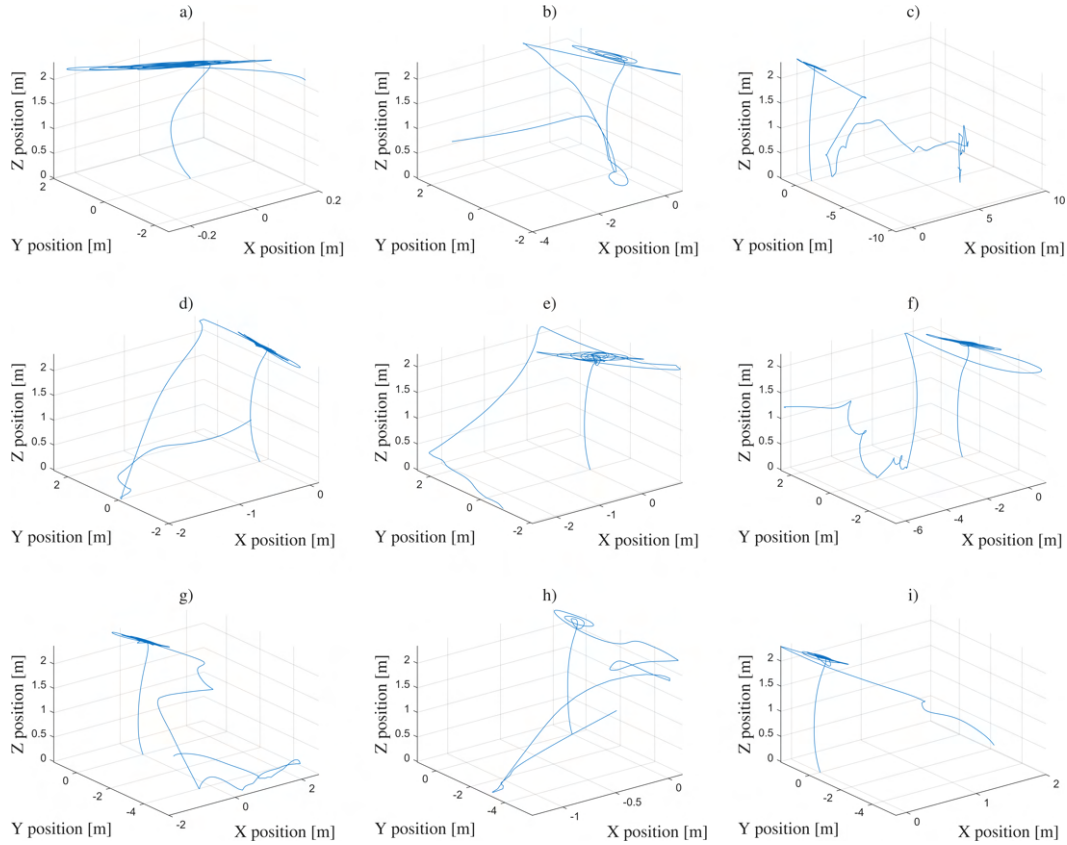 a)
Z position [m]
2
1.5
1
0.5
0
2
0
-2
Y position [m]
-0.2
0
0.2
X position [m]
b)
Z position [m]
2
1.5
1
0.5
0
2
0
-2
Y position [m]
-4
-2
0
X position [m]
c)
Z position [m]
2
1.5
1
0.5
0
0
-5
-10
Y position [m]
0
5
10
X position [m]
d)
Z position [m]
2
1.5
1
0.5
0
2
0
-2
Y position [m]
-2
-1
0
X position [m]
e)
Z position [m]
2
1.5
1
0.5
0
2
0
-2
Y position [m]
-2
-1
0
X position [m]
f)
Z position [m]
2
1.5
1
0.5
0
2
0
-2
Y position [m]
-6
-4
-2
0
X position [m]
g)
Z position [m]
2
1.5
1
0.5
0
0
-2
-4
Y position [m]
-2
0
2
X position [m]
h)
Z position [m]
2
1.5
1
0.5
0
0
-2
-4
Y position [m]
-1
-0.5
0
X position [m]
i)
Z position [m]
2
1.5
1
0.5
0
0
-2
-4
Y position [m]
0
1
2
X position [m]